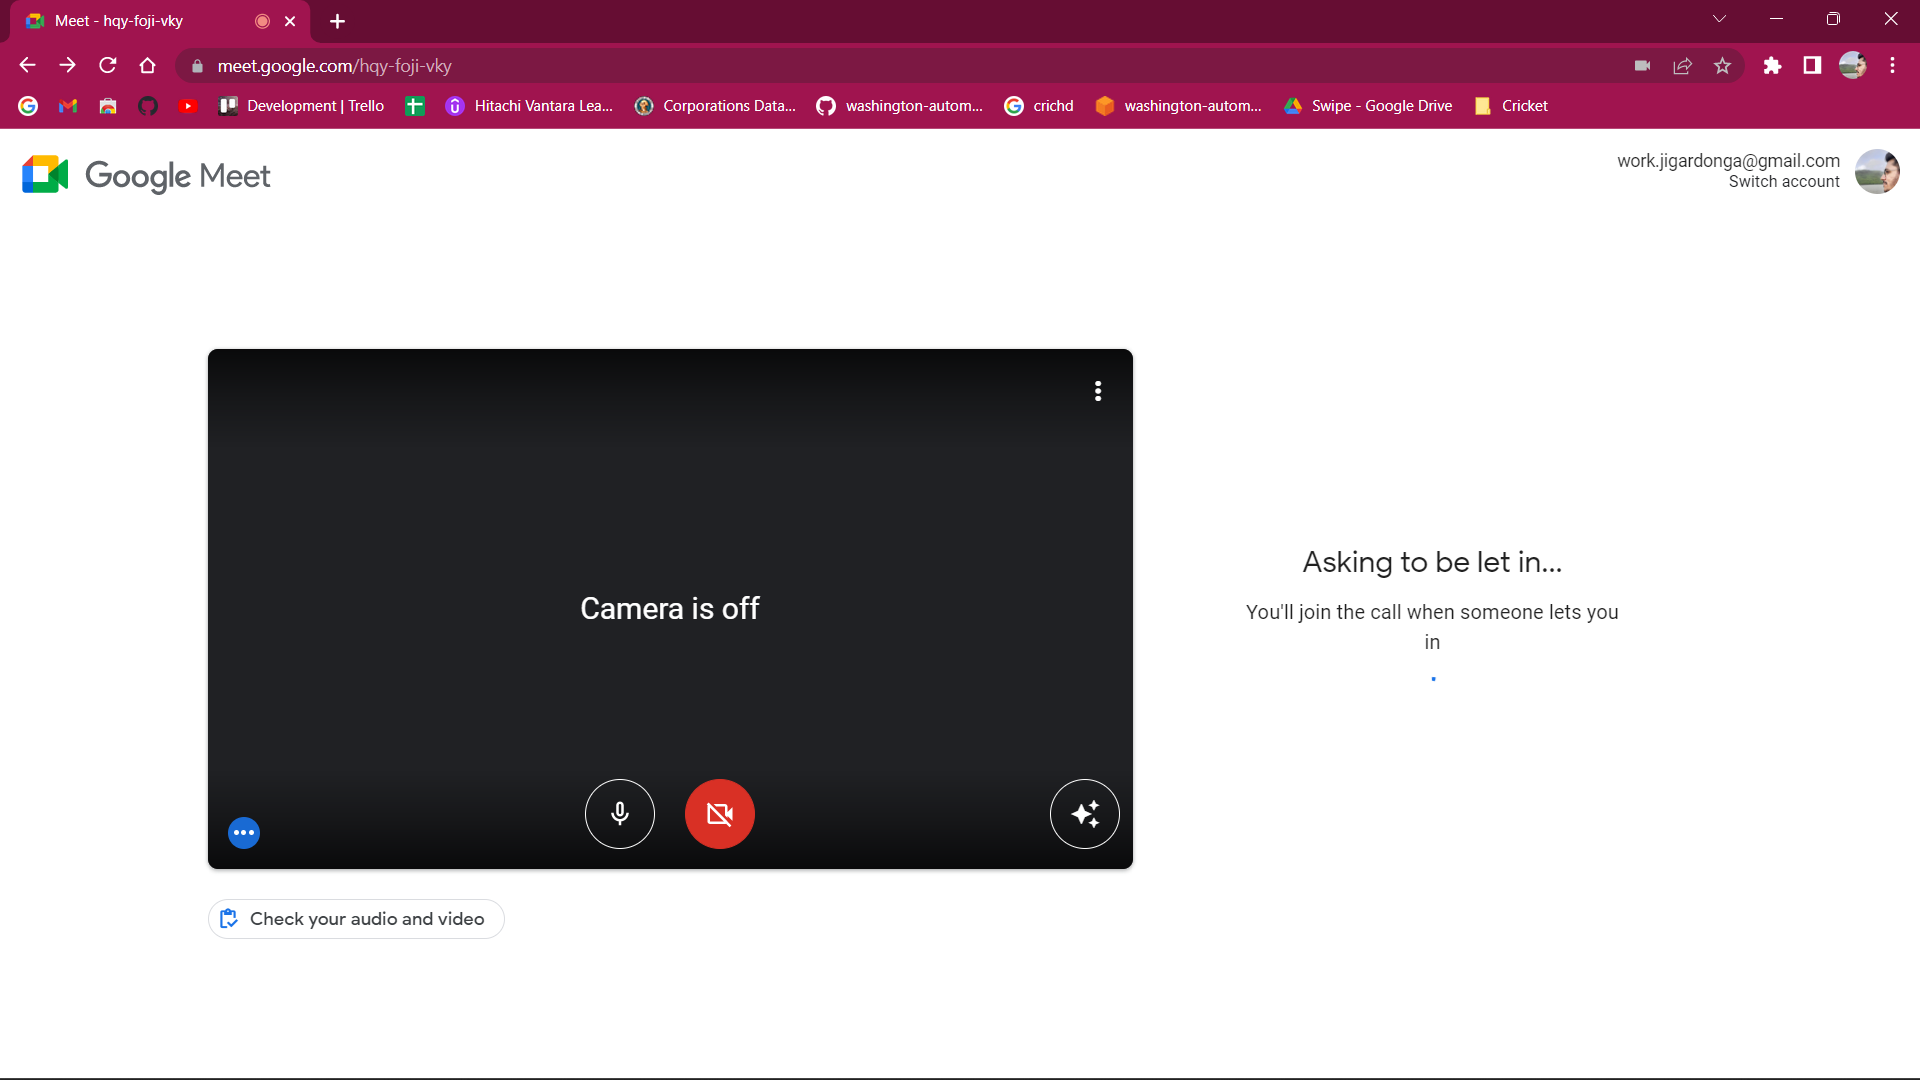 Meet - hqy-foji-vky
meet.google.com/hqy-foji-vky
Development | Trello
Hitachi Vantara Lea...
Corporations Data...
washington-autom...
crichd
washington-autom...
Swipe - Google Drive
Cricket
Google Meet
work.jigardonga@gmail.com
Switch account
Camera is off
Asking to be let in...
You'll join the call when someone lets you
in
Check your audio and video